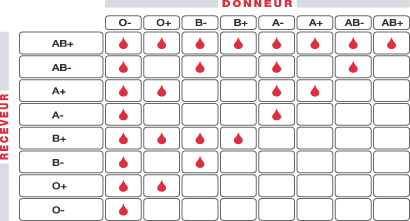 DONNEUR
O- O+ B- B+ A- A+ AB- AB+
RECEVEUR
AB+
AB-
A+
A-
B+
B-
O+
O-